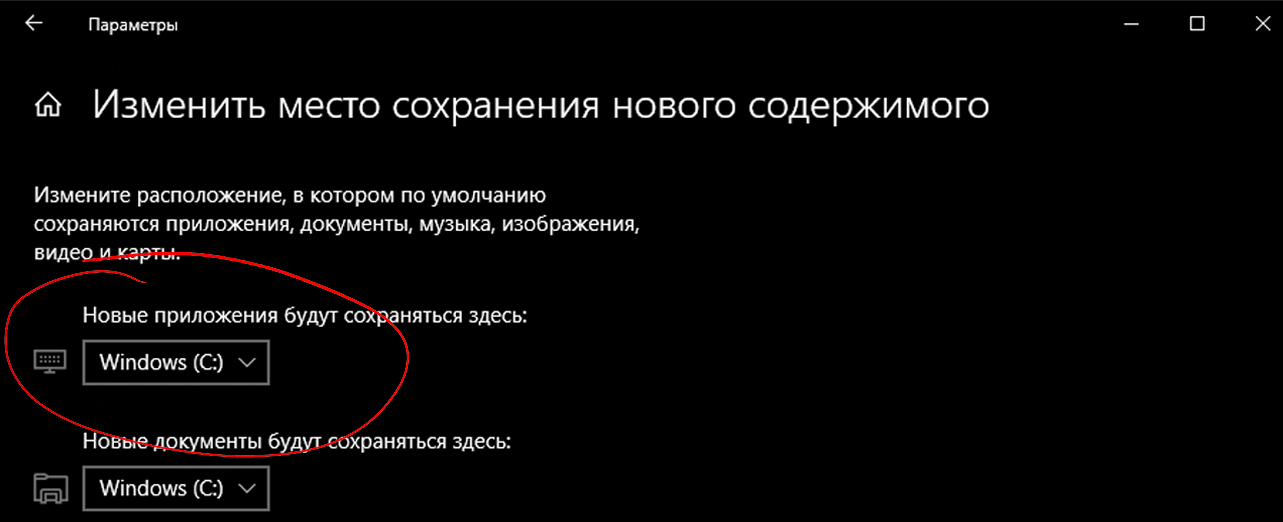 Параметры
Изменить место сохранения нового содержимого
Измените расположение, в котором по умолчанию
сохраняются приложения, документы, музыка, изображения,
видео и карты.
Новые приложения будут сохраняться здесь:
Windows (C:)
Новые документы будут сохраняться здесь:
Windows (C:)